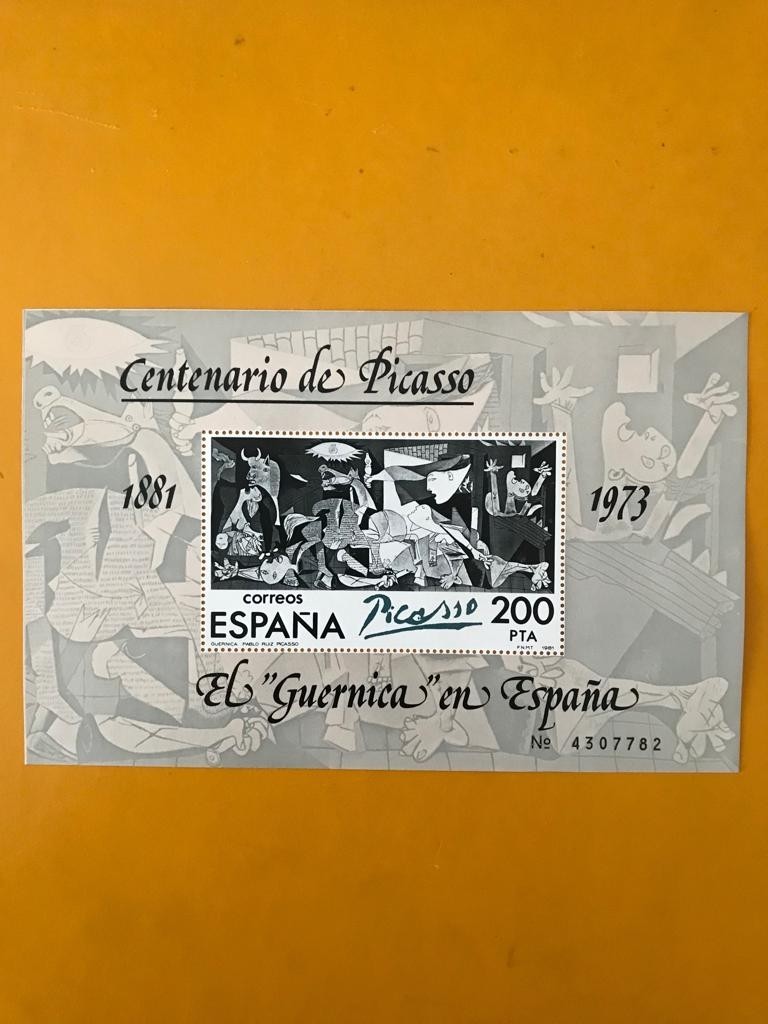 Centenario de Picasso
1881
1973
correos
ESPAÑA
Picasso
200
PTA
GUERNICA PABLO RUIZ PICASSO
F.N.M.T. 1981
El "Guernica" en España
Nº 4307782